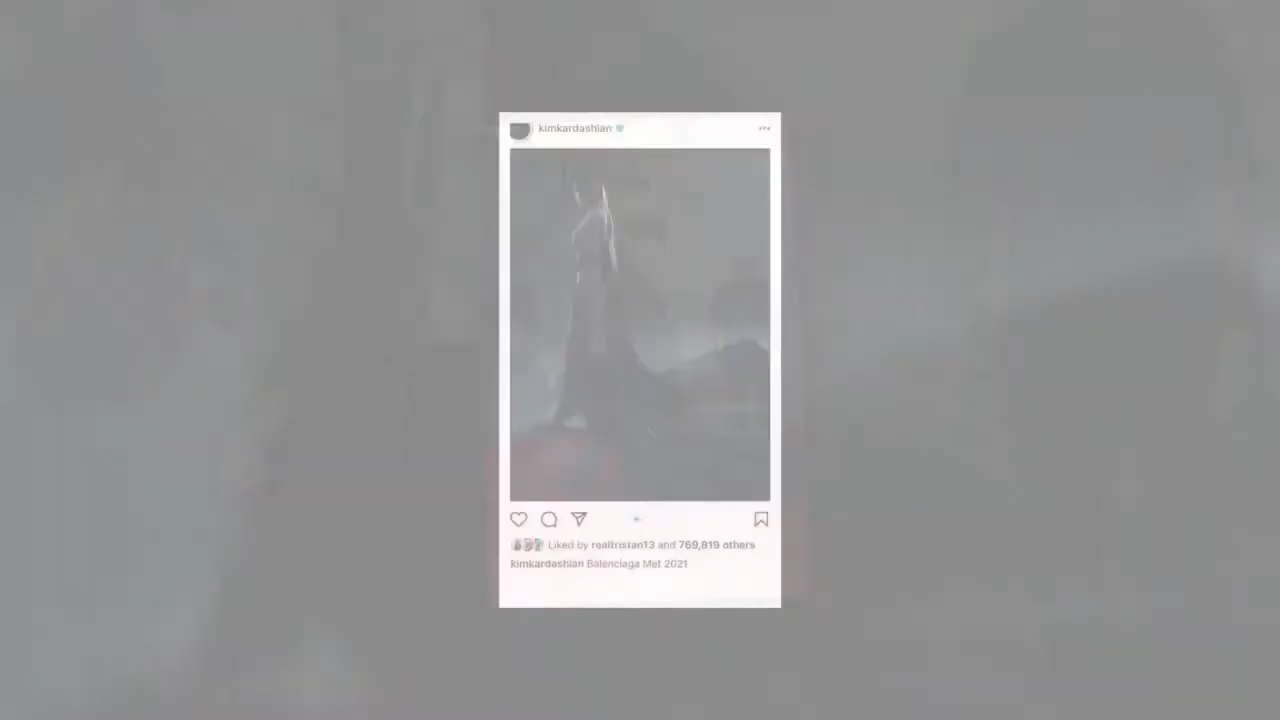 kimkardashian
Liked by realtristan13 and 769,819 others
kimkardashian Balenciaga Met 2021